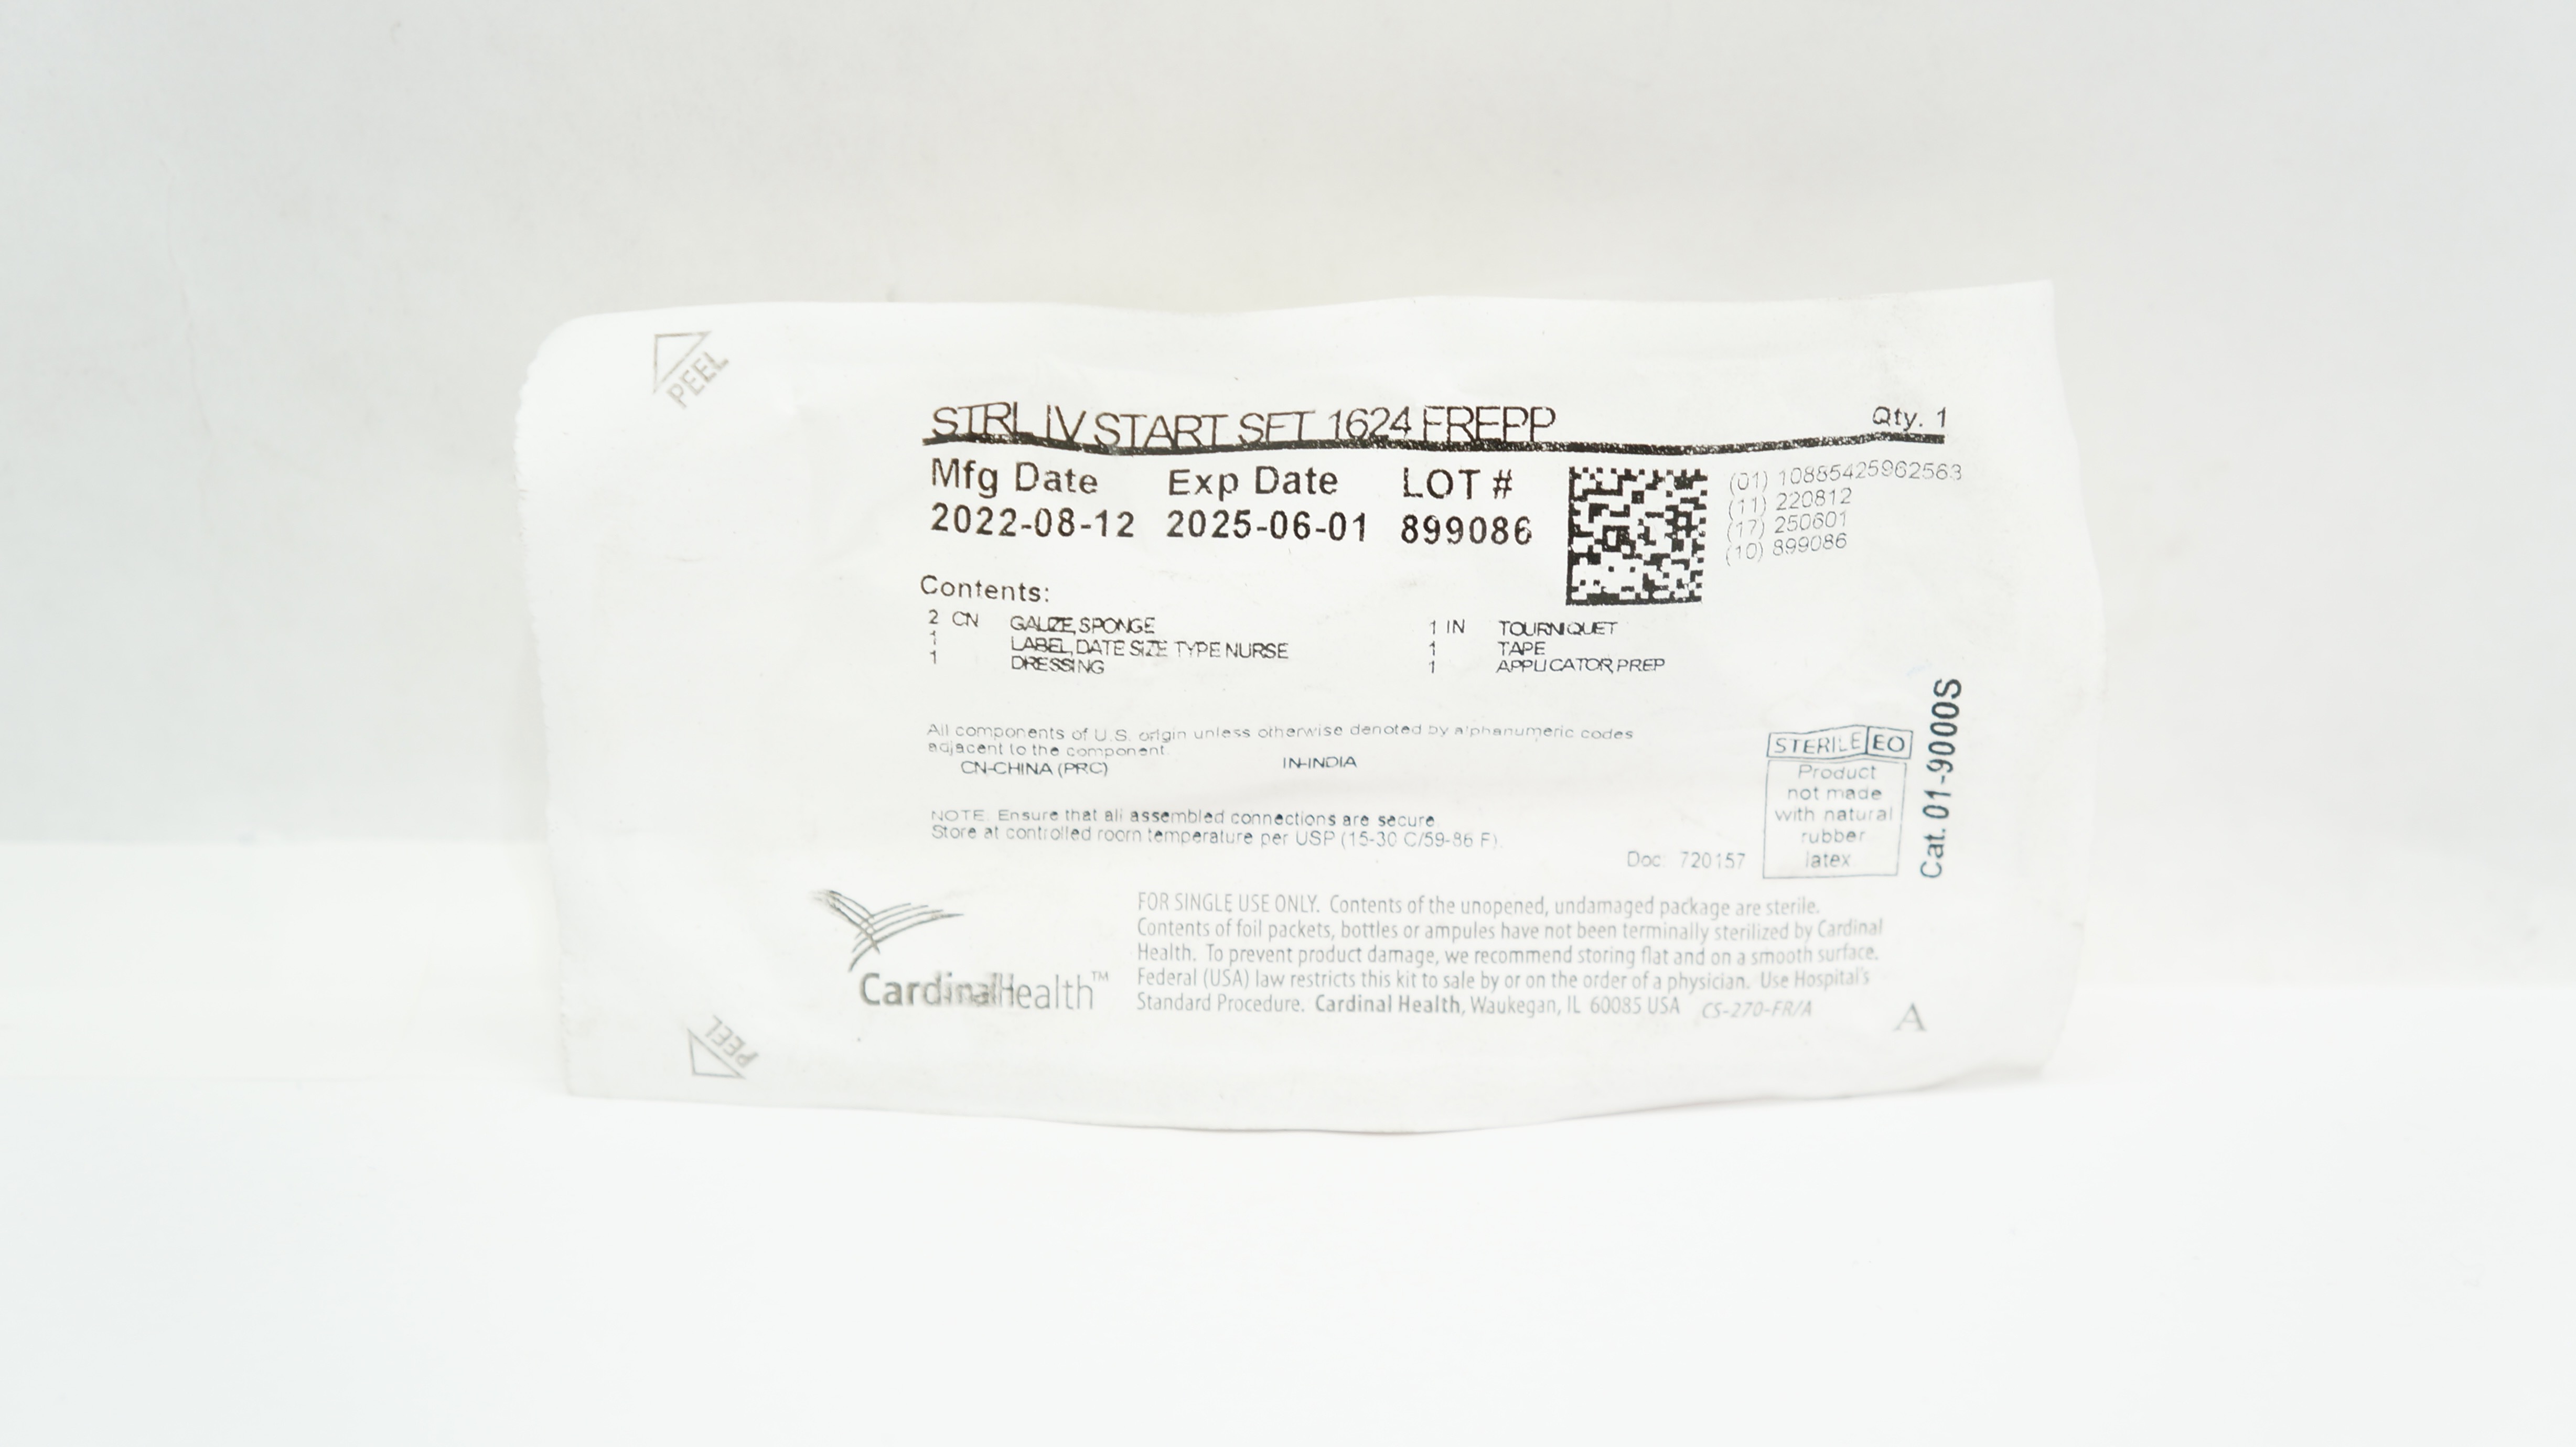 PEEL
STRL IV START SET 1624 FREPP Qty. 1
Mfg Date Exp Date LOT #
2022-08-12 2025-06-01 899086
(01) 10885425962563
(11) 220812
(17) 250601
(10) 899086
Contents:
2 CN GAUZE, SPONGE 1 IN TOURNIQUET
1 LABEL, DATE SIZE TYPE NURSE 1 TAPE
1 DRESSING 1 APPLICATOR, PREP
All components of U.S. origin unless otherwise denoted by alphanumeric codes
adjacent to the component.
CN-CHINA (PRC) IN-INDIA
NOTE: Ensure that all assembled connections are secure.
Store at controlled room temperature per USP (15-30 C/59-86 F).
Doc: 720157
STERILE EO
Product
not made
with natural
rubber
latex
Cat. 01-9000S
CardinalHealth™
FOR SINGLE USE ONLY. Contents of the unopened, undamaged package are sterile.
Contents of foil packets, bottles or ampules have not been terminally sterilized by Cardinal
Health. To prevent product damage, we recommend storing flat and on a smooth surface.
Federal (USA) law restricts this kit to sale by or on the order of a physician. Use Hospital's
Standard Procedure. Cardinal Health, Waukegan, IL 60085 USA CS-270-FR/A
A
PEEL